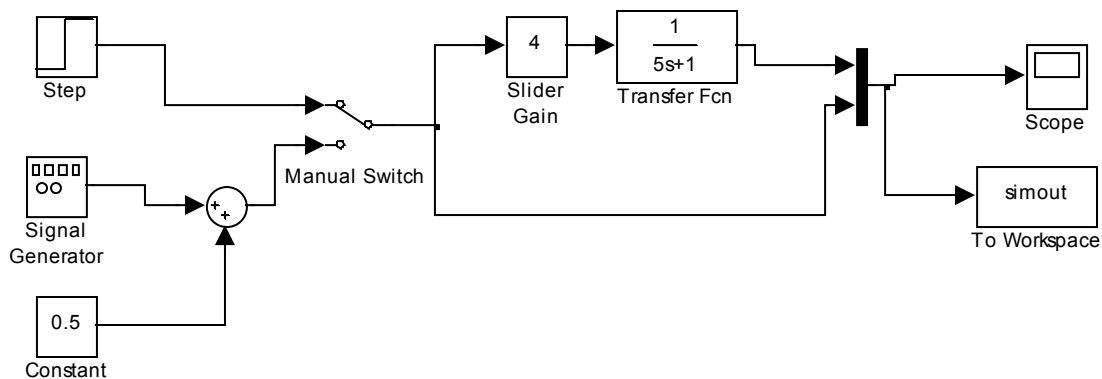 Step
4
Slider
Gain
1
5s+1
Transfer Fcn
Scope
Manual Switch
Signal
Generator
+
+
simout
To Workspace
0.5
Constant